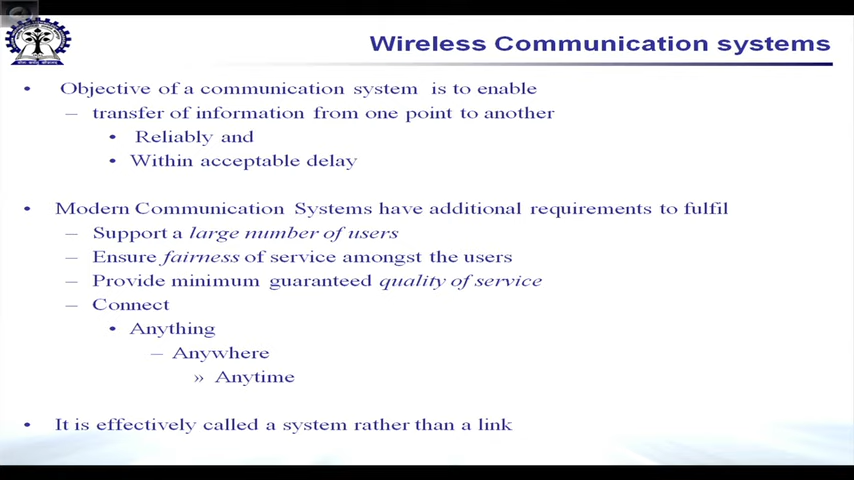 Wireless Communication systems
• Objective of a communication system is to enable
– transfer of information from one point to another
• Reliably and
• Within acceptable delay
• Modern Communication Systems have additional requirements to fulfil
– Support a large number of users
– Ensure fairness of service amongst the users
– Provide minimum guaranteed quality of service
– Connect
• Anything
– Anywhere
» Anytime
• It is effectively called a system rather than a link